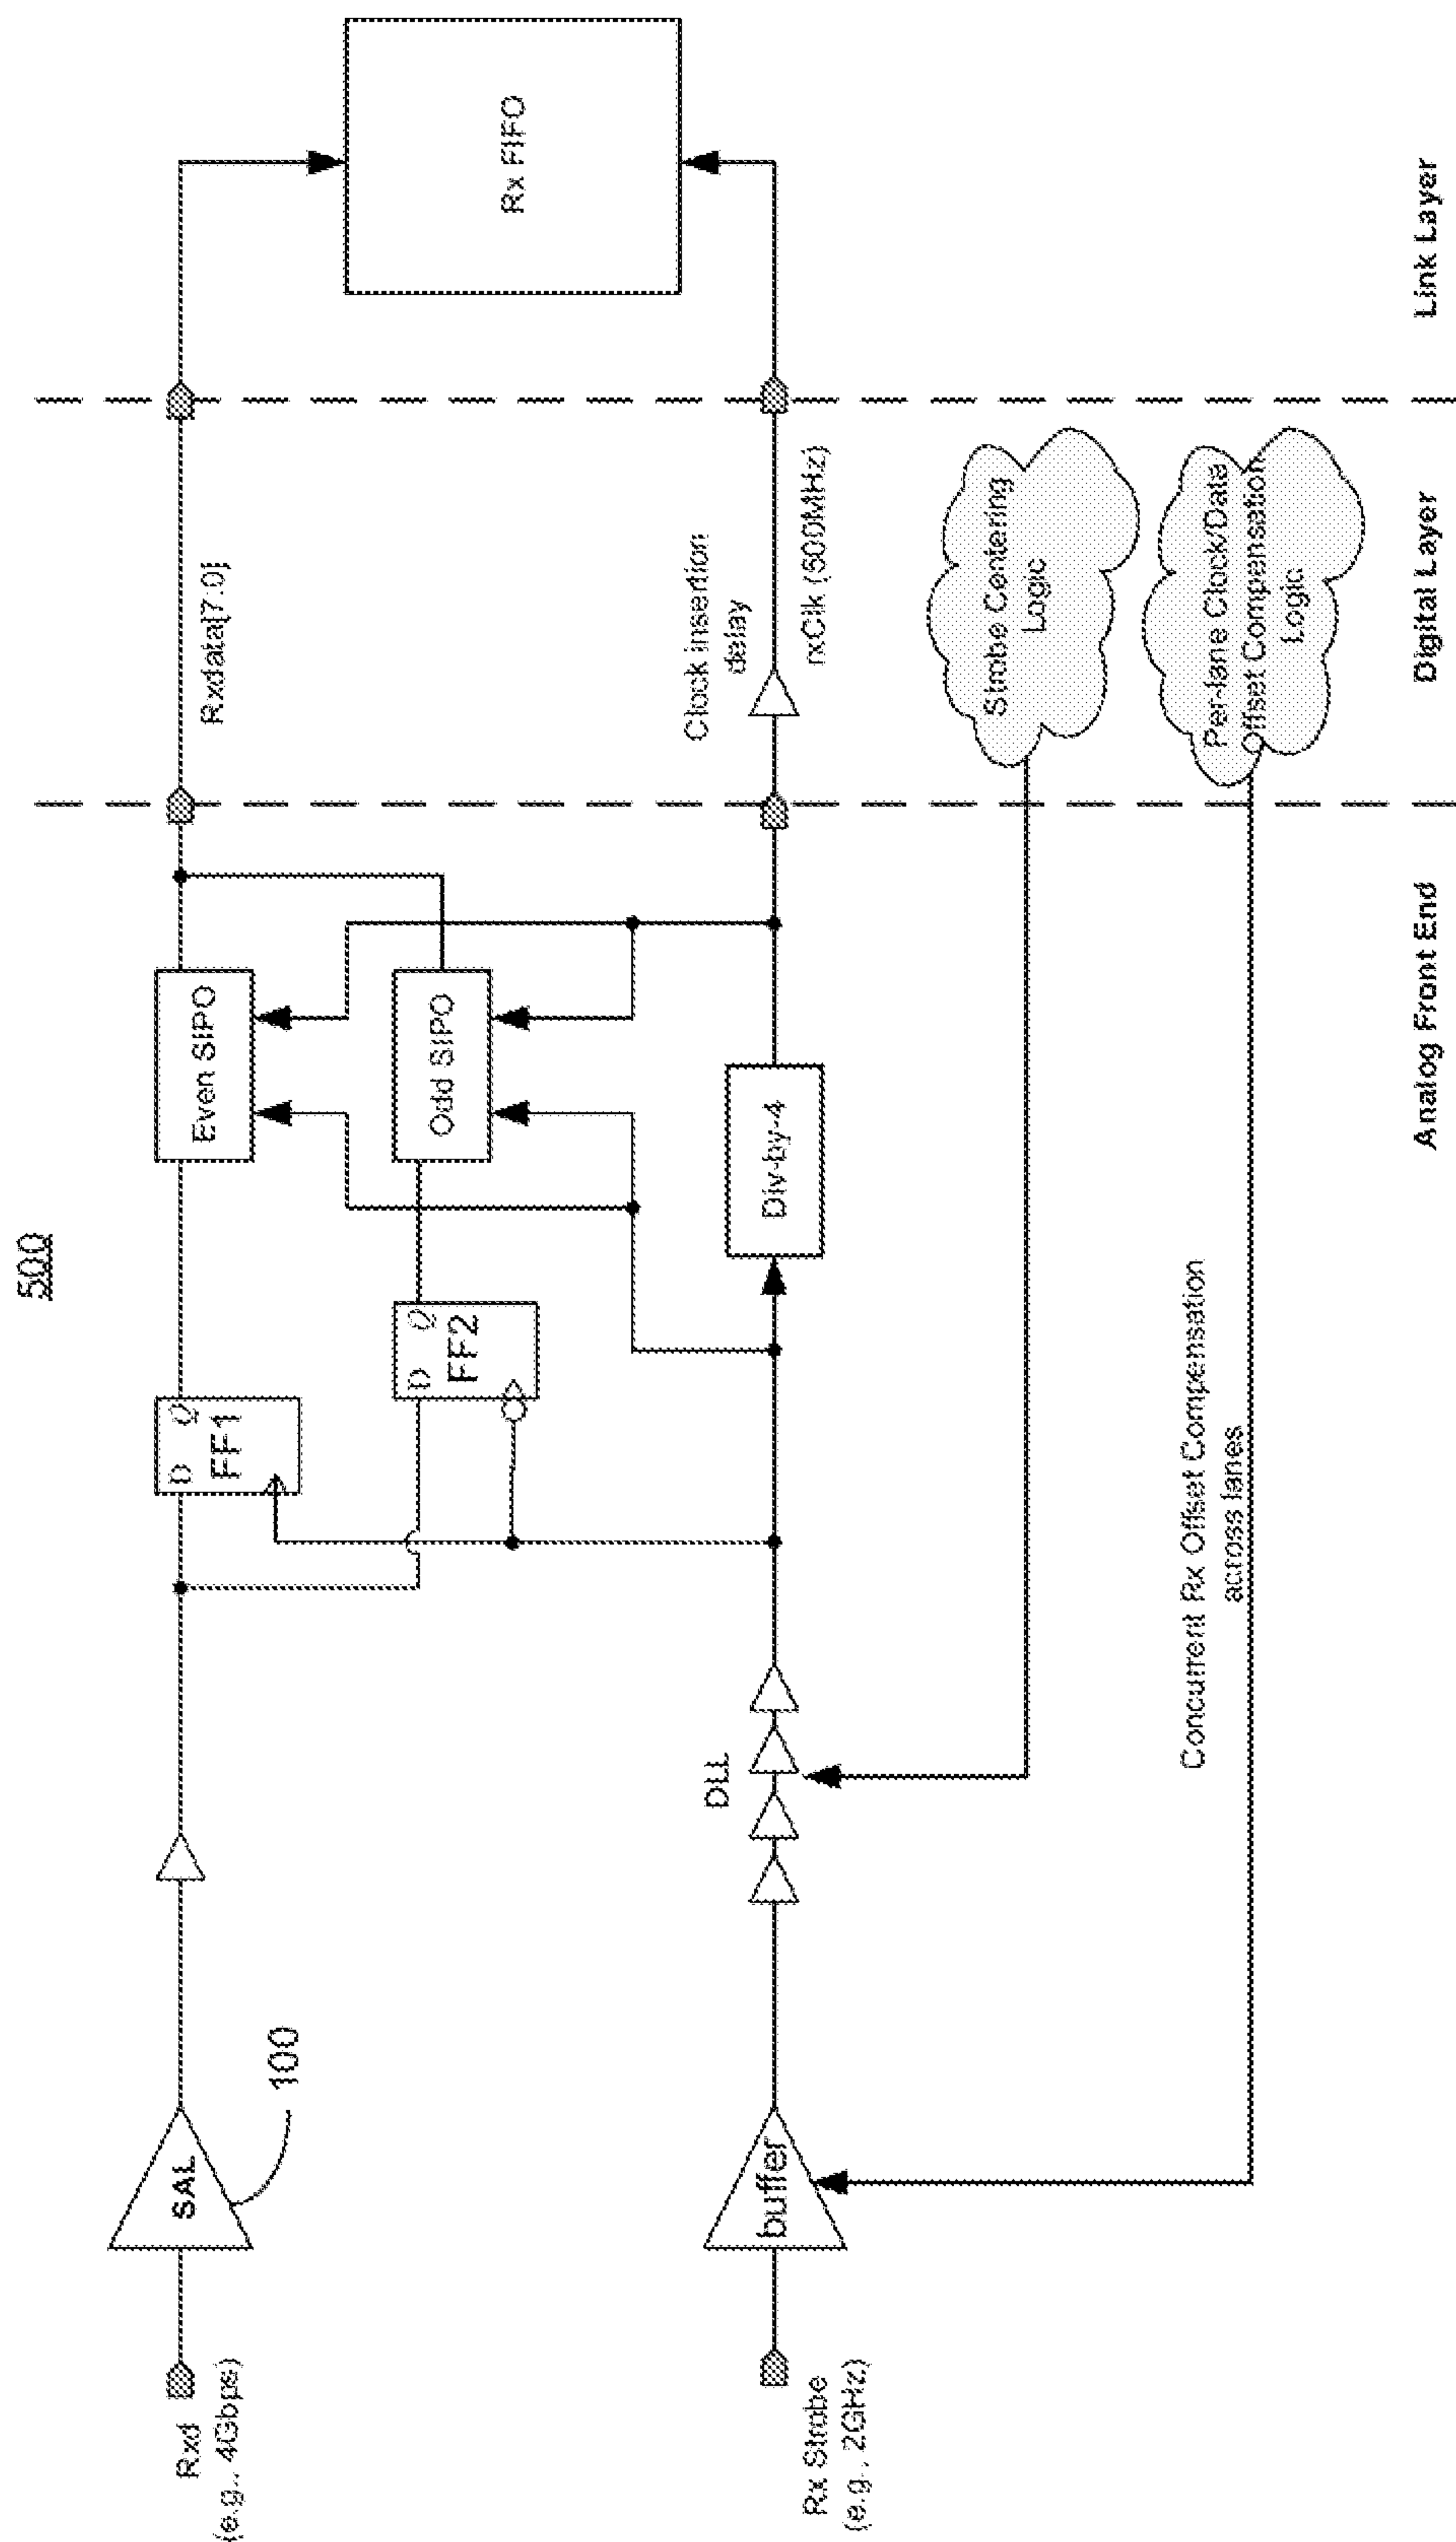 500
Rxd
(e.g., 4Gbps)
SAL
100
D
Q
FF1
D
Q
FF2
Even SIPO
Odd SIPO
Rxdata[7:0]
Rx FIFO
Rx Strobe
(e.g., 2GHz)
buffer
DLL
Div-by-4
Clock insertion
delay
rxClk (500MHz)
Strobe Centering
Logic
Per-lane Clock/Data
Offset Compensation
Logic
Concurrent Rx Offset Compensation
across lanes
Analog Front End
Digital Layer
Link Layer